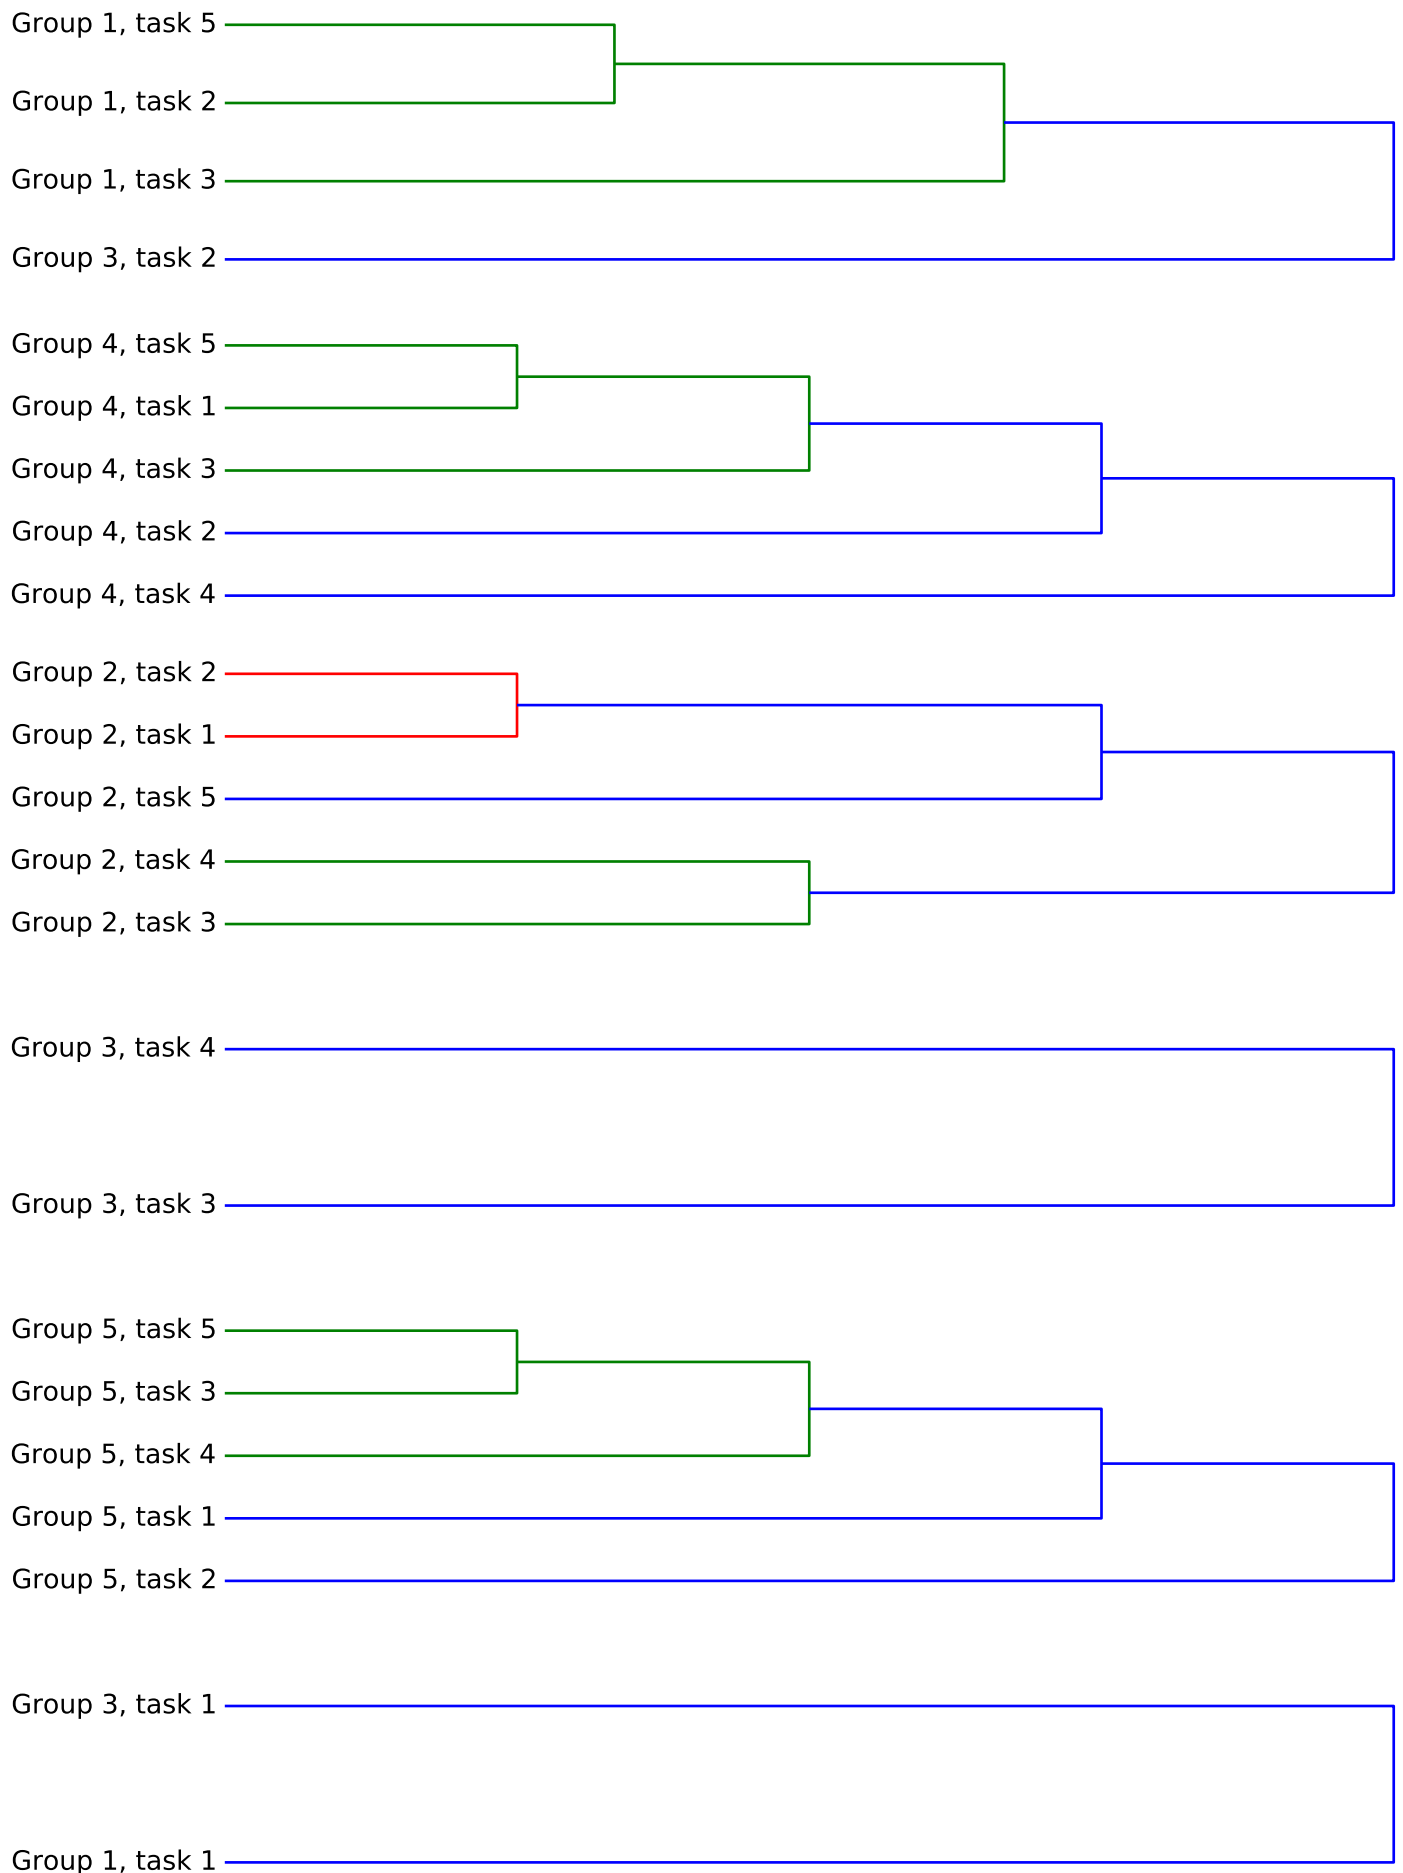 Group 1, task 5
Group 1, task 2
Group 1, task 3
Group 3, task 2
Group 4, task 5
Group 4, task 1
Group 4, task 3
Group 4, task 2
Group 4, task 4
Group 2, task 2
Group 2, task 1
Group 2, task 5
Group 2, task 4
Group 2, task 3
Group 3, task 4
Group 3, task 3
Group 5, task 5
Group 5, task 3
Group 5, task 4
Group 5, task 1
Group 5, task 2
Group 3, task 1
Group 1, task 1